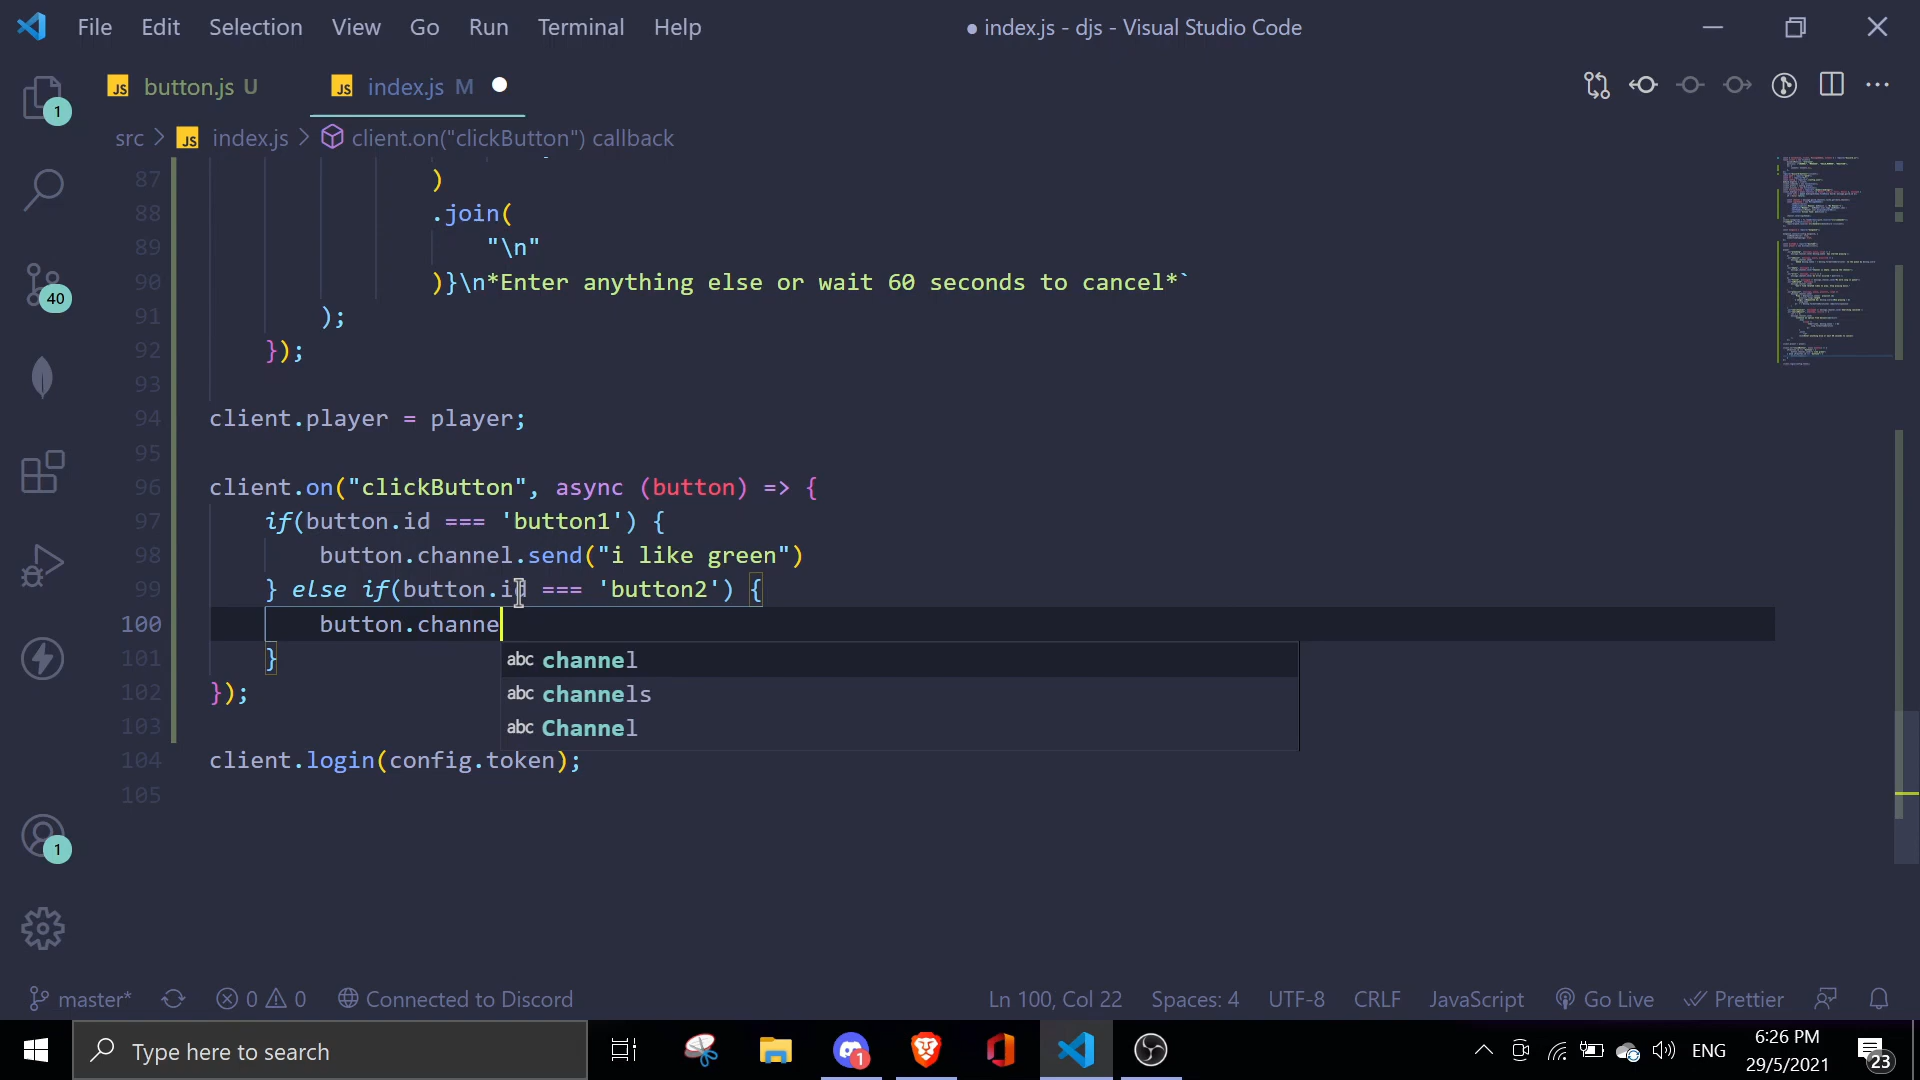 File Edit Selection View Go Run Terminal Help
● index.js - djs - Visual Studio Code
JS button.js U
JS index.js M
src > JS index.js > client.on("clickButton") callback
87 )
88 .join(
89 "\n"
90 )}\n*Enter anything else or wait 60 seconds to cancel*`
91 );
92 });
93
94 client.player = player;
95
96 client.on("clickButton", async (button) => {
97 if(button.id === 'button1') {
98 button.channel.send("i like green")
99 } else if(button.id === 'button2') {
100 button.channe
101 }
102 });
103
104 client.login(config.token);
105
abc channel
abc channels
abc Channel
1
40
1
master* 0 0 Connected to Discord
Ln 100, Col 22 Spaces: 4 UTF-8 CRLF JavaScript Go Live Prettier
Type here to search
1
ENG
6:26 PM
29/5/2021
23